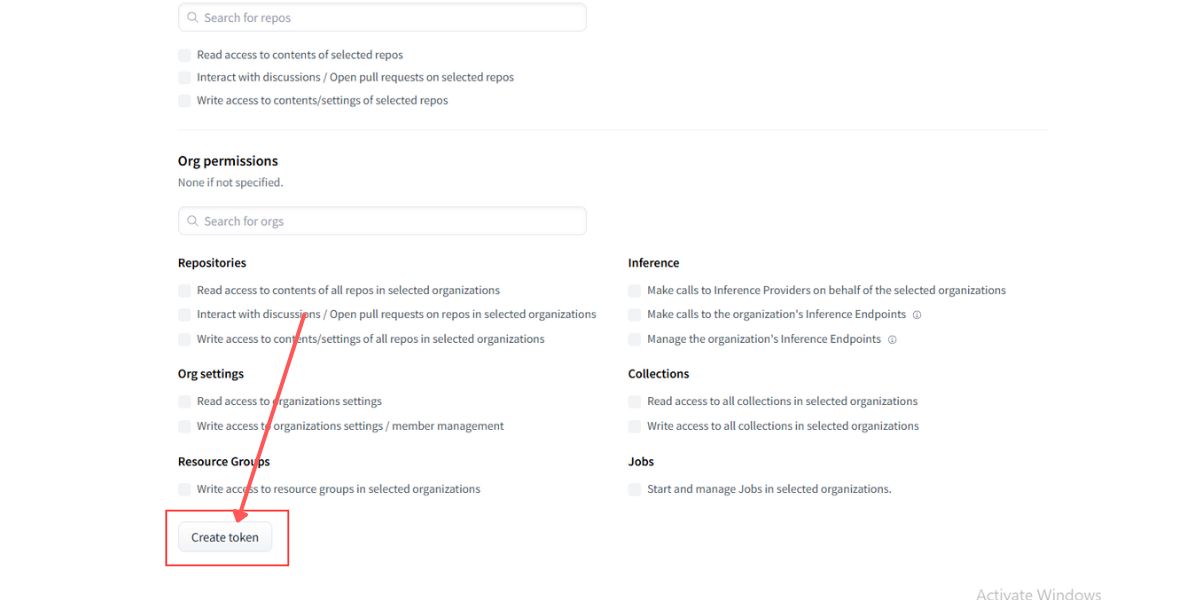 Search for repos
Read access to contents of selected repos
Interact with discussions / Open pull requests on selected repos
Write access to contents/settings of selected repos
Org permissions
None if not specified.
Search for orgs
Repositories
Read access to contents of all repos in selected organizations
Interact with discussions / Open pull requests on repos in selected organizations
Write access to contents/settings of all repos in selected organizations
Org settings
Read access to organizations settings
Write access to organizations settings / member management
Resource Groups
Write access to resource groups in selected organizations
Inference
Make calls to Inference Providers on behalf of the selected organizations
Make calls to the organization's Inference Endpoints
Manage the organization's Inference Endpoints
Collections
Read access to all collections in selected organizations
Write access to all collections in selected organizations
Jobs
Start and manage Jobs in selected organizations.
Create token
Activate Windows